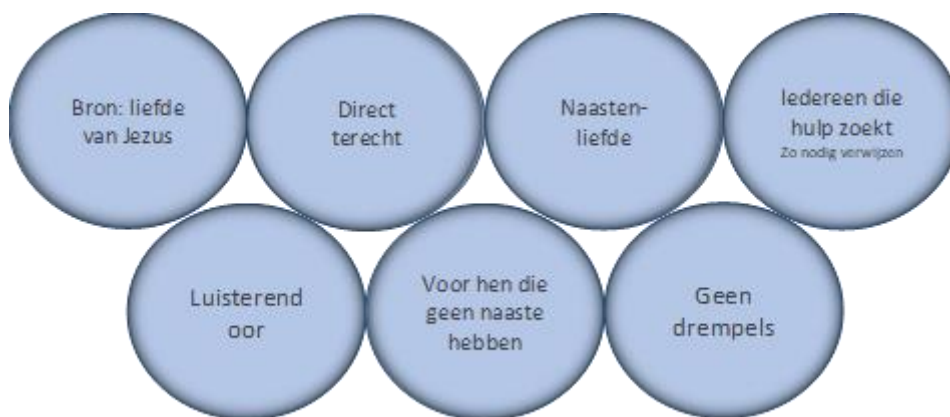 Bron: liefde
van Jezus
Direct
terecht
Naasten-
liefde
Iedereen die
hulp zoekt
Zo nodig verwijzen
Luisterend
oor
Voor hen die
geen naaste
hebben
Geen
drempels